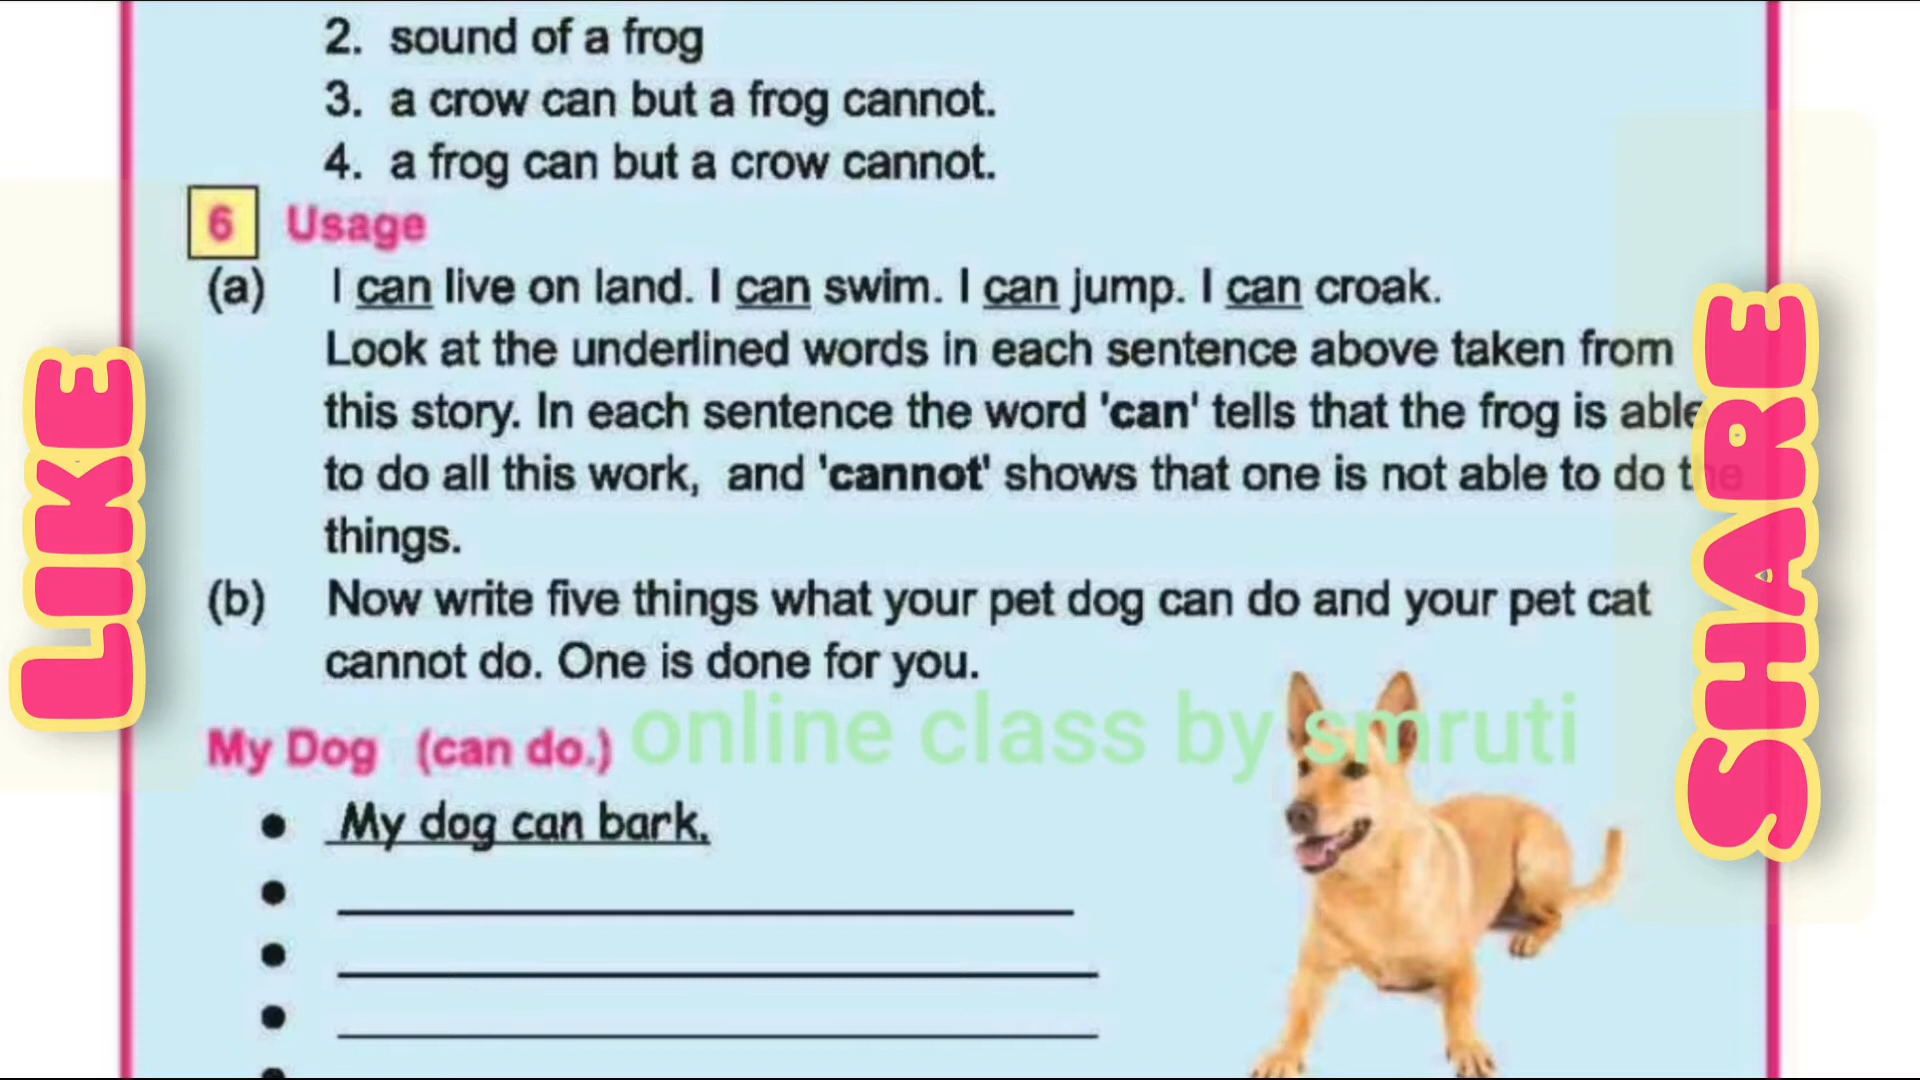 2. sound of a frog
3. a crow can but a frog cannot.
4. a frog can but a crow cannot.
6 Usage
(a) I can live on land. I can swim. I can jump. I can croak.
Look at the underlined words in each sentence above taken from
this story. In each sentence the word 'can' tells that the frog is able
to do all this work, and 'cannot' shows that one is not able to do the
things.
(b) Now write five things what your pet dog can do and your pet cat
cannot do. One is done for you.
online class by smruti
My Dog (can do.)
My dog can bark.
LIKE
SHARE